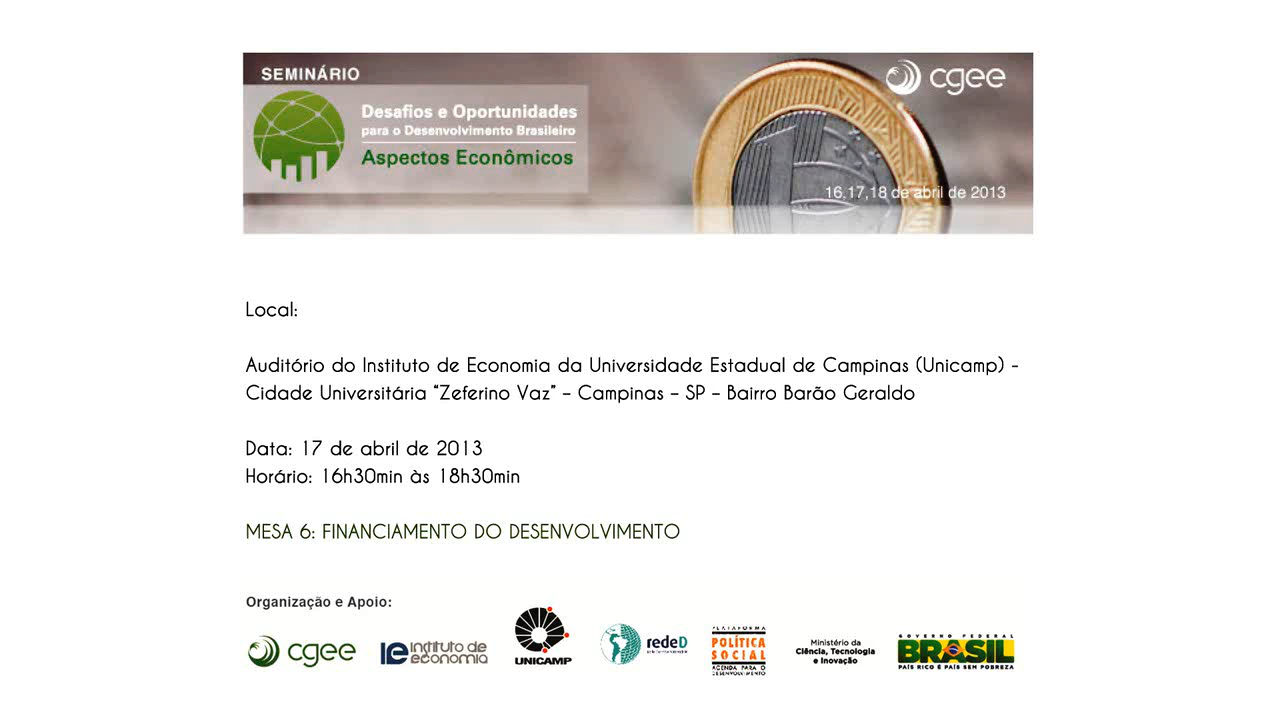 SEMINÁRIO
Desafios e Oportunidades
para o Desenvolvimento Brasileiro
Aspectos Econômicos
cgee
16,17,18 de abril de 2013
Local:
Auditório do Instituto de Economia da Universidade Estadual de Campinas (Unicamp) -
Cidade Universitária “Zeferino Vaz” – Campinas – SP – Bairro Barão Geraldo
Data: 17 de abril de 2013
Horário: 16h30min às 18h30min
MESA 6: FINANCIAMENTO DO DESENVOLVIMENTO
Organização e Apoio:
cgee
IE instituto de
economia
UNICAMP
redeD
PLATAFORMA
POLÍTICA
SOCIAL
AGENDA PARA O
DESENVOLVIMENTO
Ministério da
Ciência, Tecnologia
e Inovação
GOVERNO FEDERAL
BRASIL
PAÍS RICO É PAÍS SEM POBREZA